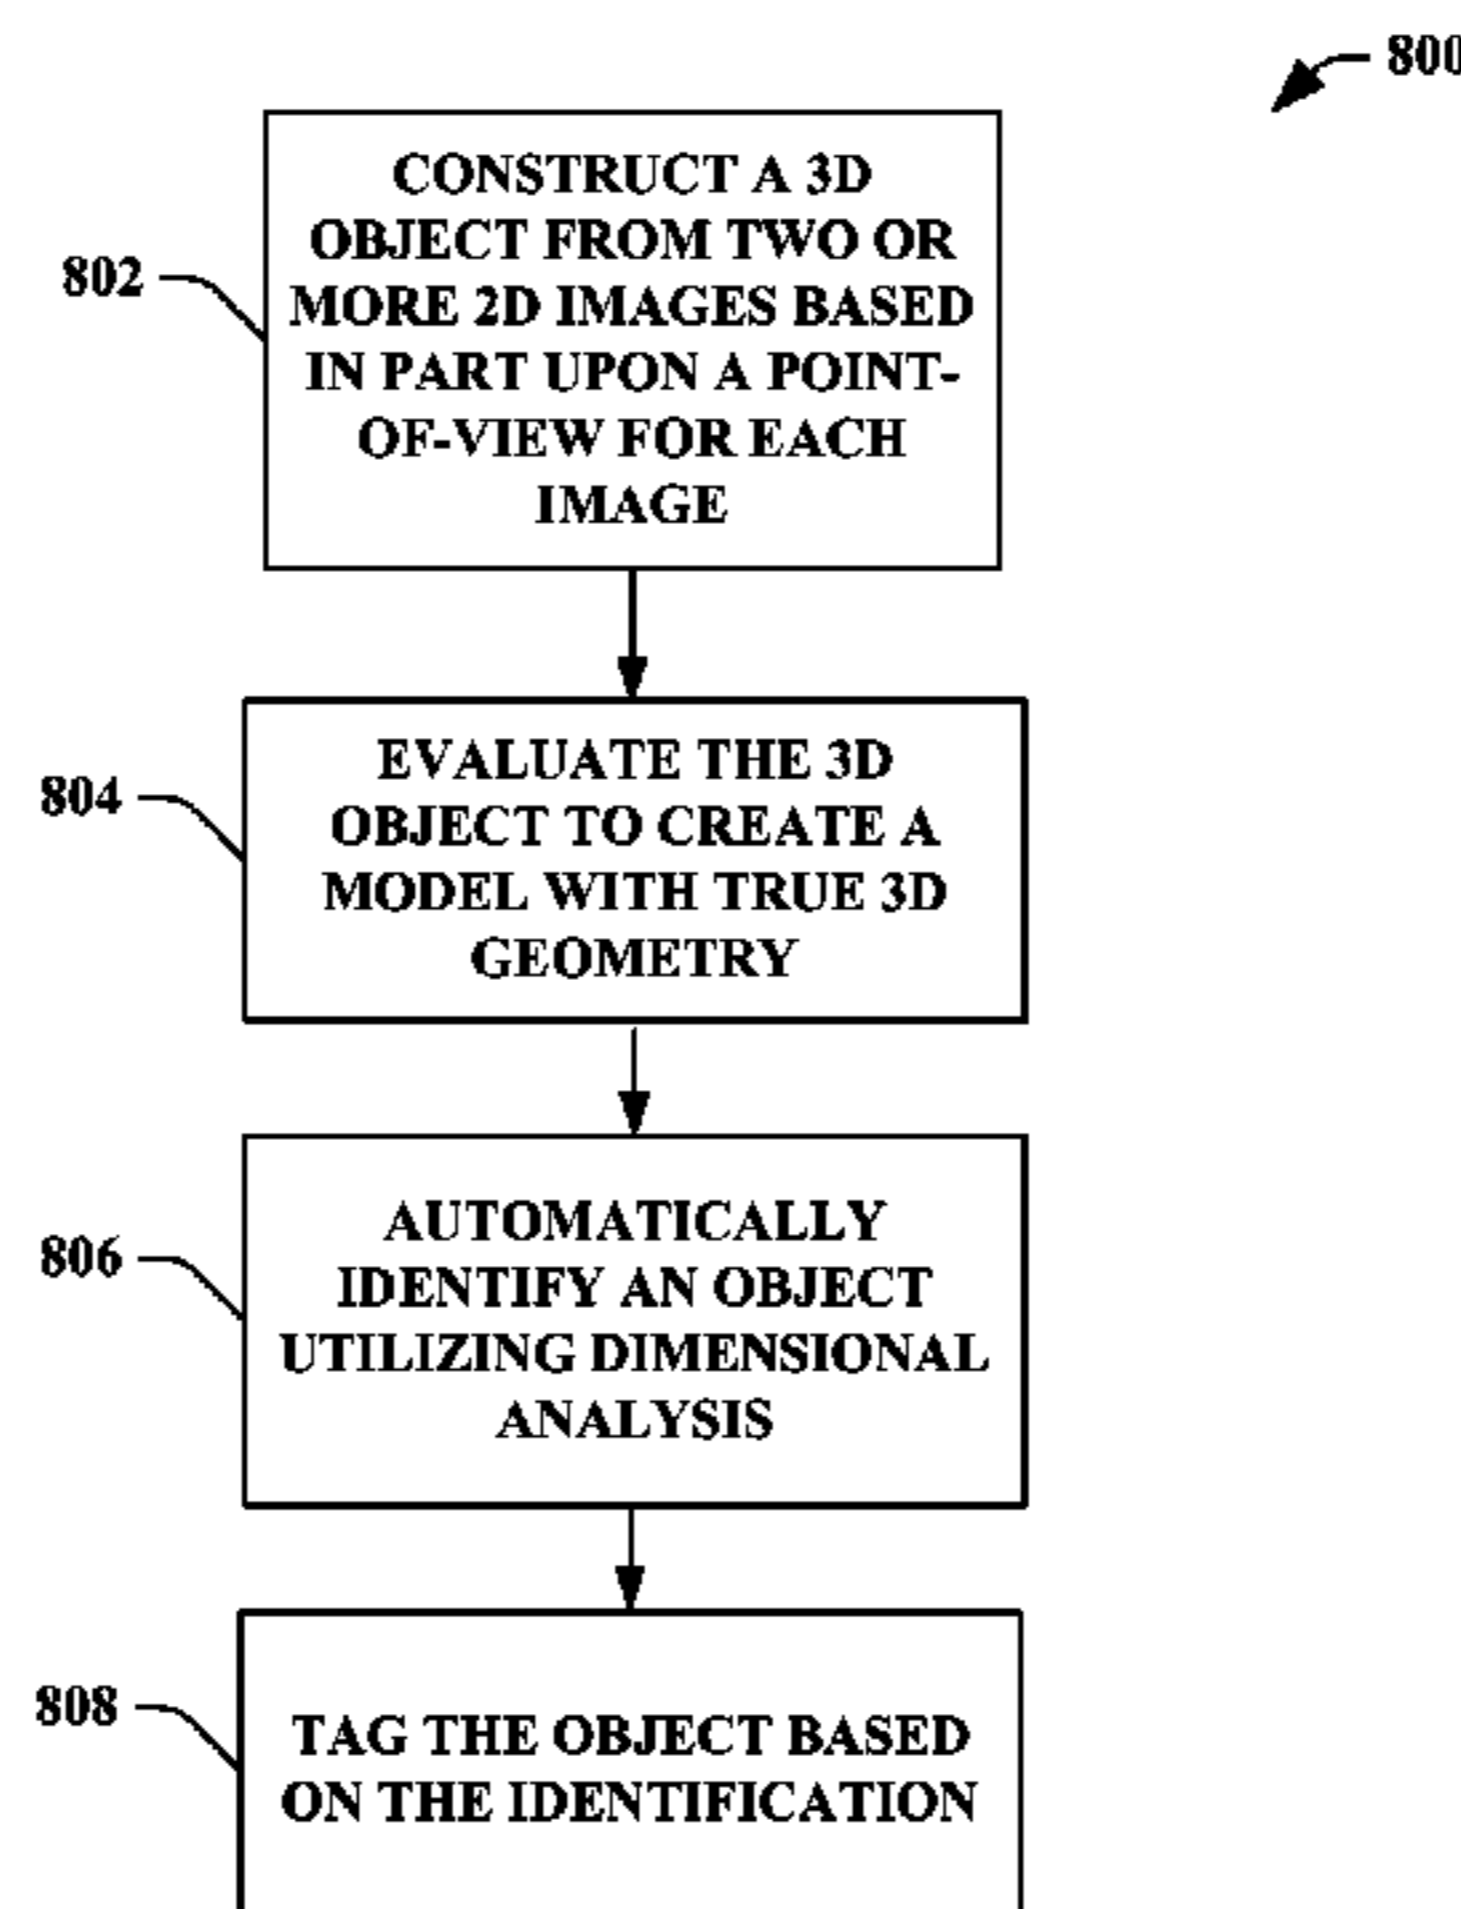 800
CONSTRUCT A 3D
OBJECT FROM TWO OR
MORE 2D IMAGES BASED
IN PART UPON A POINT-
OF-VIEW FOR EACH
IMAGE
802
EVALUATE THE 3D
OBJECT TO CREATE A
MODEL WITH TRUE 3D
GEOMETRY
804
AUTOMATICALLY
IDENTIFY AN OBJECT
UTILIZING DIMENSIONAL
ANALYSIS
806
TAG THE OBJECT BASED
ON THE IDENTIFICATION
808